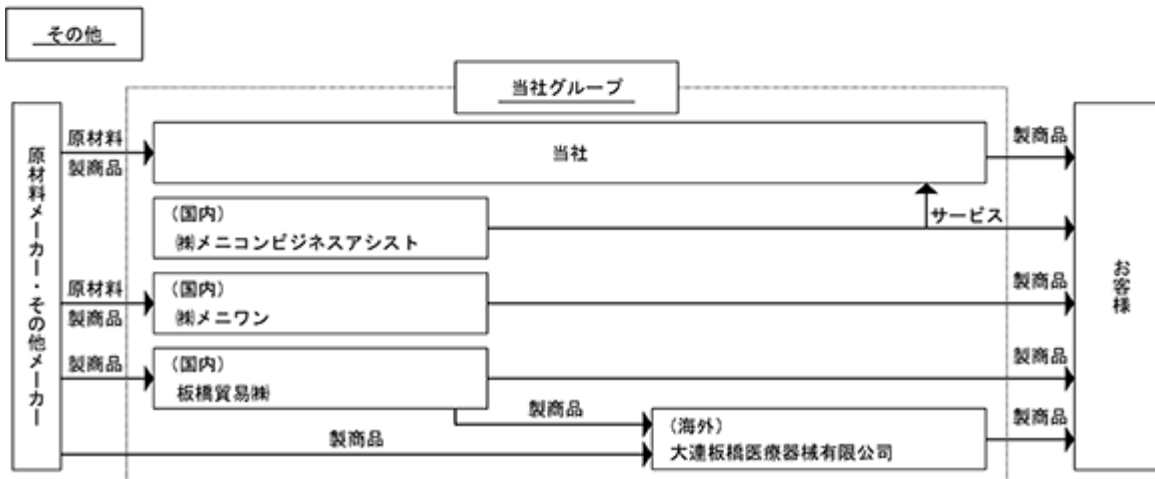 その他
当社グループ
原材料メーカー・その他メーカー
原材料
製商品
当社
製商品
(国内)
㈱メニコンビジネスアシスト
サービス
原材料
製商品
(国内)
㈱メニワン
製商品
製商品
(国内)
板橋貿易㈱
製商品
製商品
製商品
(海外)
大連板橋医療器械有限公司
製商品
お客様